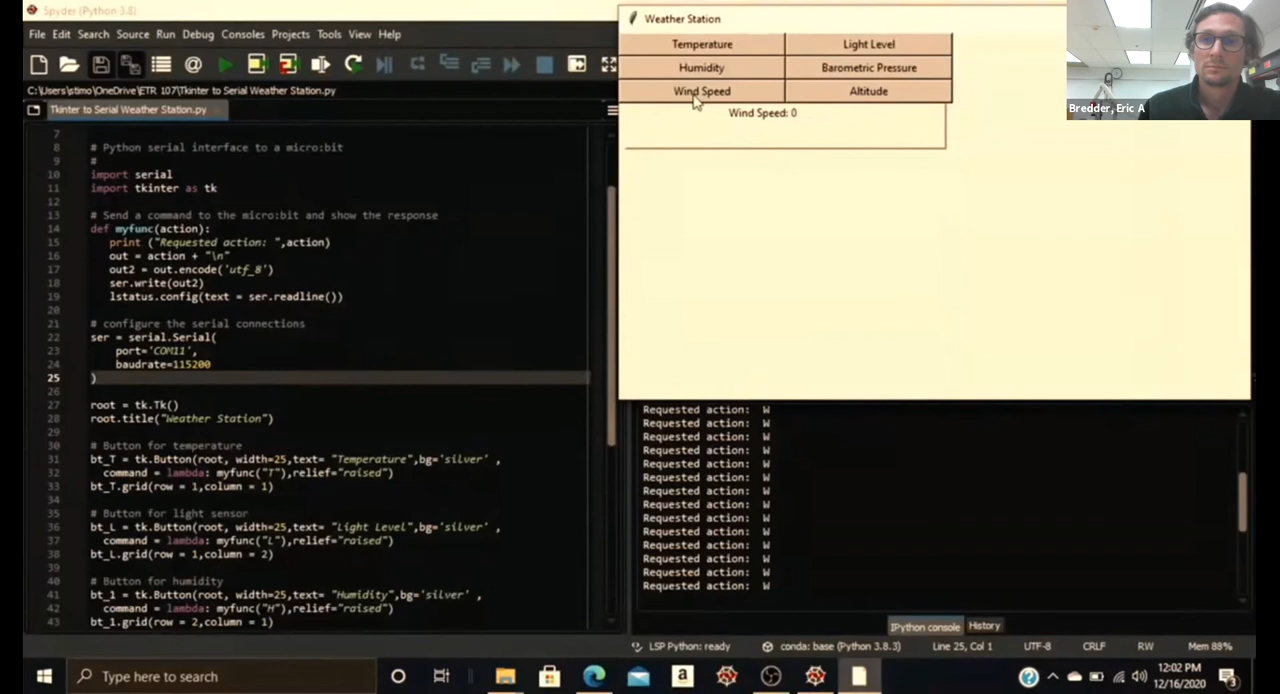 Spyder (Python 3.8)
File Edit Search Source Run Debug Consoles Projects Tools View Help
C:\Users\stimo\OneDrive\ETR 107\Tkinter to Serial Weather Station.py
Tkinter to Serial Weather Station.py
7
8 # Python serial interface to a micro:bit
9 #
10 import serial
11 import tkinter as tk
12
13 # Send a command to the micro:bit and show the response
14 def myfunc(action):
15 print ("Requested action: ",action)
16 out = action + "\n"
17 out2 = out.encode('utf_8')
18 ser.write(out2)
19 lstatus.config(text = ser.readline())
20
21 # configure the serial connections
22 ser = serial.Serial(
23 port='COM11',
24 baudrate=115200
25 )
26
27 root = tk.Tk()
28 root.title("Weather Station")
29
30 # Button for temperature
31 bt_T = tk.Button(root, width=25,text= "Temperature",bg='silver' ,
32 command = lambda: myfunc("T"),relief="raised")
33 bt_T.grid(row = 1,column = 1)
34
35 # Button for light sensor
36 bt_L = tk.Button(root, width=25,text= "Light Level",bg='silver' ,
37 command = lambda: myfunc("L"),relief="raised")
38 bt_L.grid(row = 1,column = 2)
39
40 # Button for humidity
41 bt_1 = tk.Button(root, width=25,text= "Humidity",bg='silver' ,
42 command = lambda: myfunc("H"),relief="raised")
43 bt_1.grid(row = 2,column = 1)
Weather Station
Temperature Light Level
Humidity Barometric Pressure
Wind Speed Altitude
Wind Speed: 0
Bredder, Eric A
Requested action: W
Requested action: W
Requested action: W
Requested action: W
Requested action: W
Requested action: W
Requested action: W
Requested action: W
Requested action: W
Requested action: W
Requested action: W
Requested action: W
Requested action: W
Requested action: W
IPython console History
LSP Python: ready conda: base (Python 3.8.3) Line 25, Col 1 UTF-8 CRLF RW Mem 88%
Type here to search
12:02 PM
12/16/2020
3